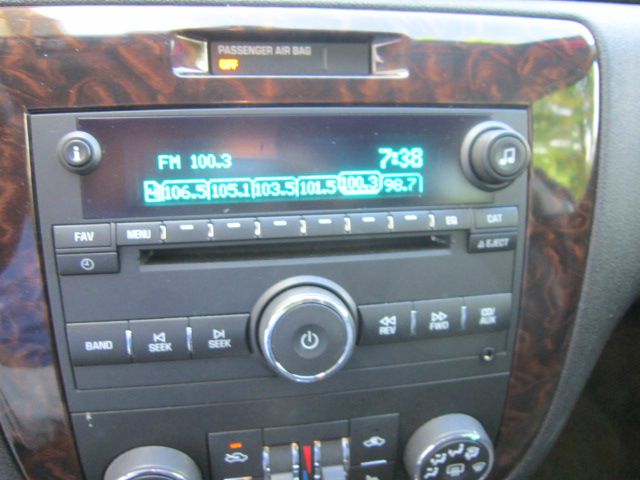 PASSENGER AIR BAG
OFF
i
FM 100.3 7:38
106.5 105.1 103.5 101.5 100.3 98.7
FAV MENU EQ CAT
EJECT
BAND SEEK SEEK REV FWD CD/
AUX